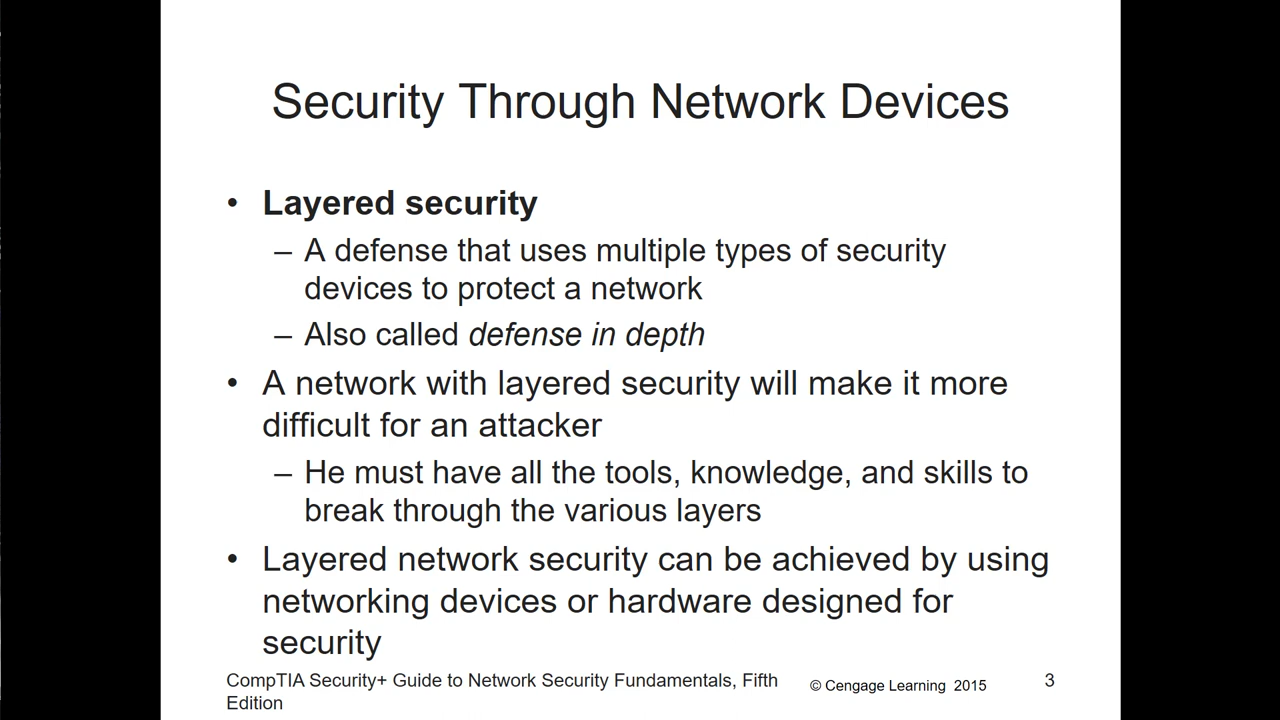 Security Through Network Devices
• Layered security
– A defense that uses multiple types of security
devices to protect a network
– Also called defense in depth
• A network with layered security will make it more
difficult for an attacker
– He must have all the tools, knowledge, and skills to
break through the various layers
• Layered network security can be achieved by using
networking devices or hardware designed for
security
CompTIA Security+ Guide to Network Security Fundamentals, Fifth
Edition
© Cengage Learning 2015
3